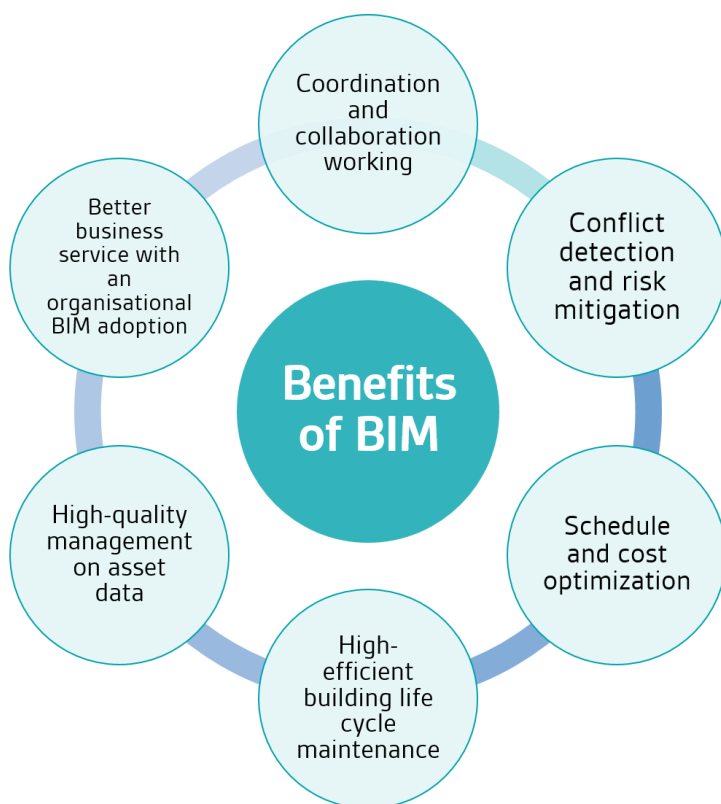 Coordination
and
collaboration
working
Conflict
detection
and risk
mitigation
Schedule
and cost
optimization
High-
efficient
building life
cycle
maintenance
High-quality
management
on asset
data
Better
business
service with
an
organisational
BIM adoption
Benefits
of BIM